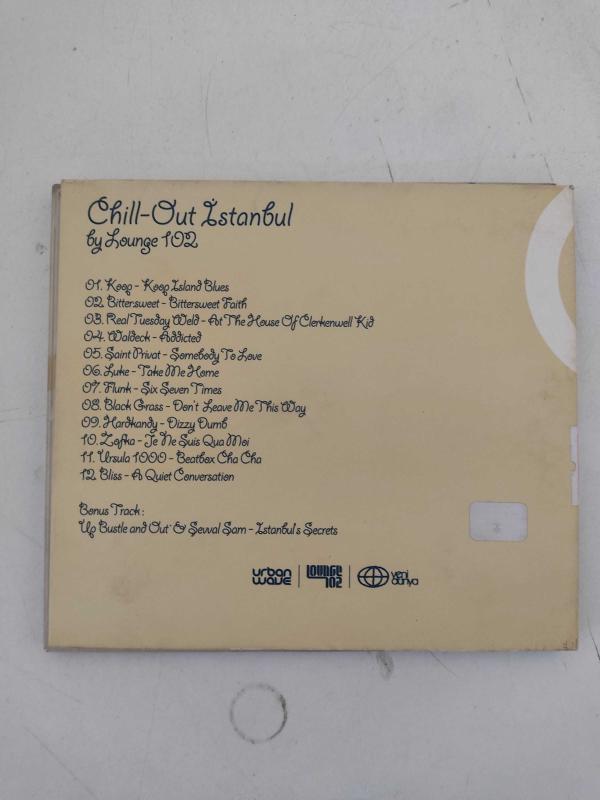 Chill-Out İstanbul
by Lounge 102
01. Koop - Koop Island Blues
02. Bittersweet - Bittersweet Faith
03. Real Tuesday Weld - At The House Of Clerkenwell Kid
04. Waldeck - Addicted
05. Saint Privat - Somebody To Love
06. Luke - Take Me Home
07. Flunk - Six Seven Times
08. Black Grass - Don't Leave Me This Way
09. Hardkandy - Dizzy Dumb
10. Zafka - Je Ne Suis Qua Moi
11. Ursula 1000 - Beatbox Cha Cha
12. Bliss - A Quiet Conversation
Bonus Track :
Up Bustle and Out & Sevval Sam - Istanbul's Secrets
urban wave LOUNGE 102 yeni dünya